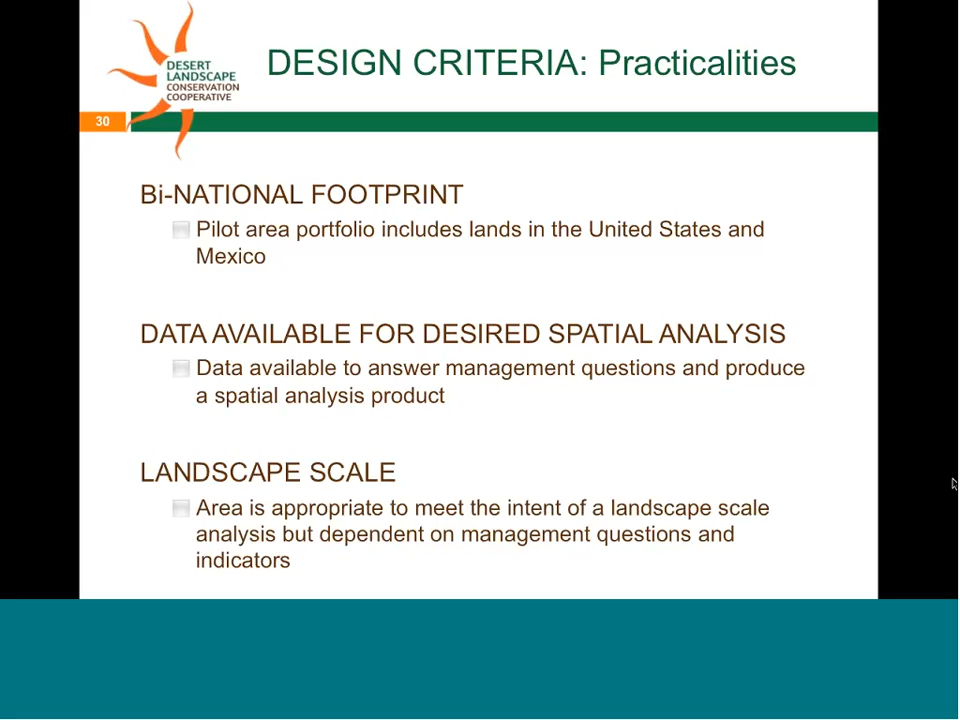 DESERT
LANDSCAPE
CONSERVATION
COOPERATIVE
DESIGN CRITERIA: Practicalities
30
Bi-NATIONAL FOOTPRINT
Pilot area portfolio includes lands in the United States and
Mexico
DATA AVAILABLE FOR DESIRED SPATIAL ANALYSIS
Data available to answer management questions and produce
a spatial analysis product
LANDSCAPE SCALE
Area is appropriate to meet the intent of a landscape scale
analysis but dependent on management questions and
indicators